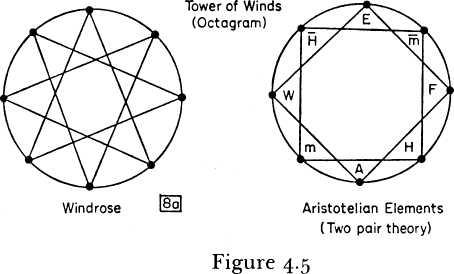 Tower of Winds
(Octagram)
E
H̅
m̅
W
F
m
H
A
Windrose
8a
Aristotelian Elements
(Two pair theory)
Figure 4.5